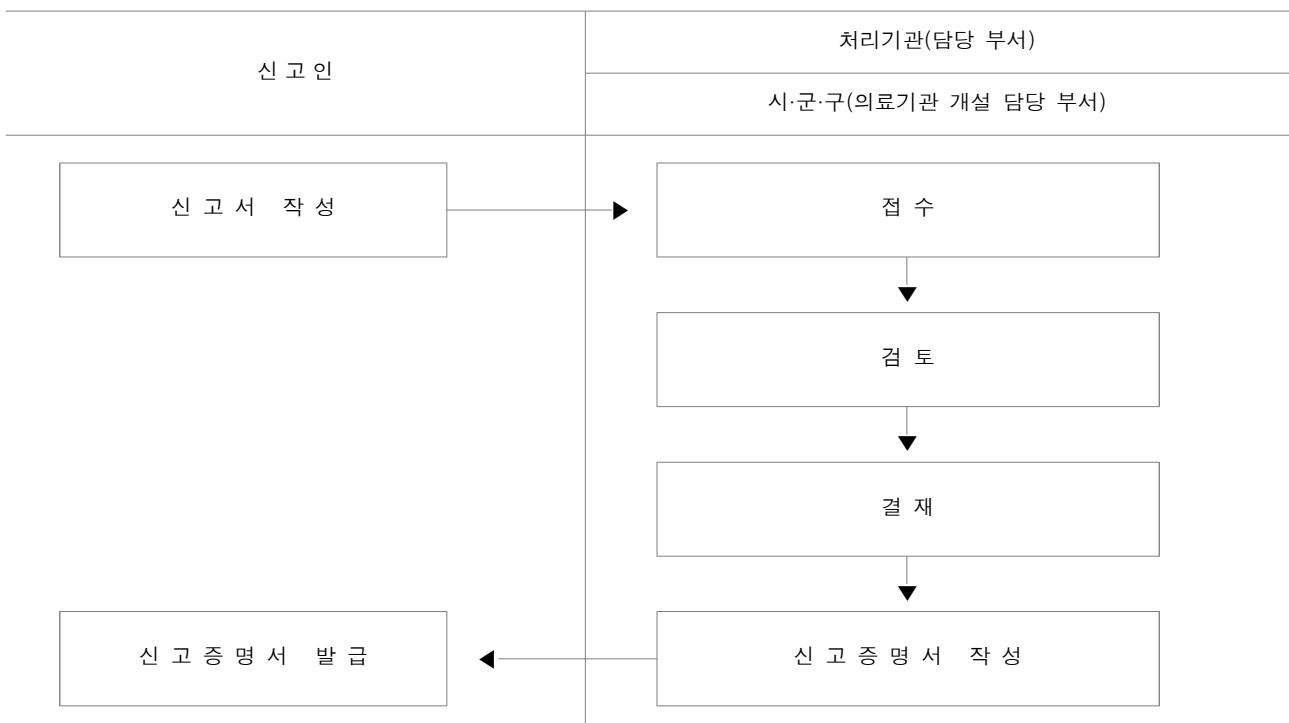 신 고 인
처리기관(담당 부서)
시·군·구(의료기관 개설 담당 부서)
신 고 서 작 성
접 수
검 토
결 재
신 고 증 명 서 발 급
신 고 증 명 서 작 성